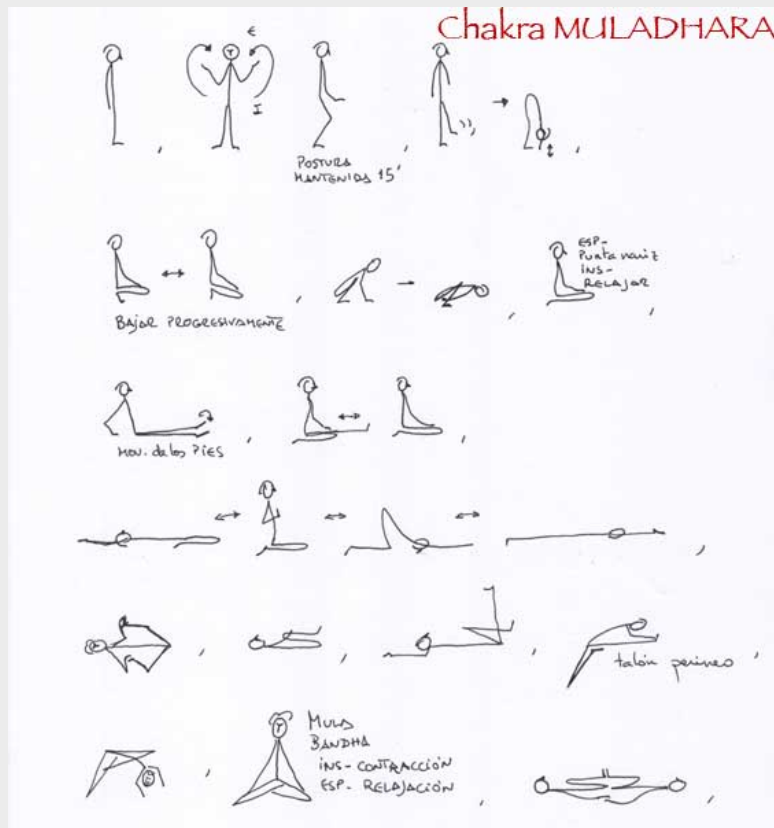 Chakra MULADHARA
E
I
POSTURA
MANTENIDA 15'
ESP-
Punta nariz
INS-
RELAJAR
BAJAR PROGRESIVAMENTE
MOV. de los PIES
talón perineo
MULA
BANDHA
INS- CONTRACCIÓN
ESP- RELAJACIÓN